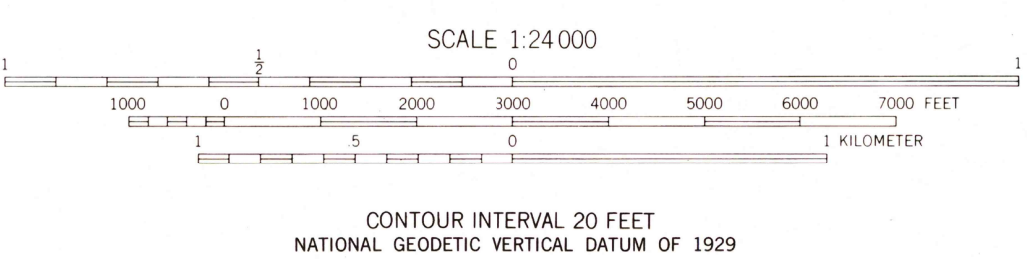 SCALE 1:24 000
1 ½ 0 1
1000 0 1000 2000 3000 4000 5000 6000 7000 FEET
1 .5 0 1 KILOMETER
CONTOUR INTERVAL 20 FEET
NATIONAL GEODETIC VERTICAL DATUM OF 1929